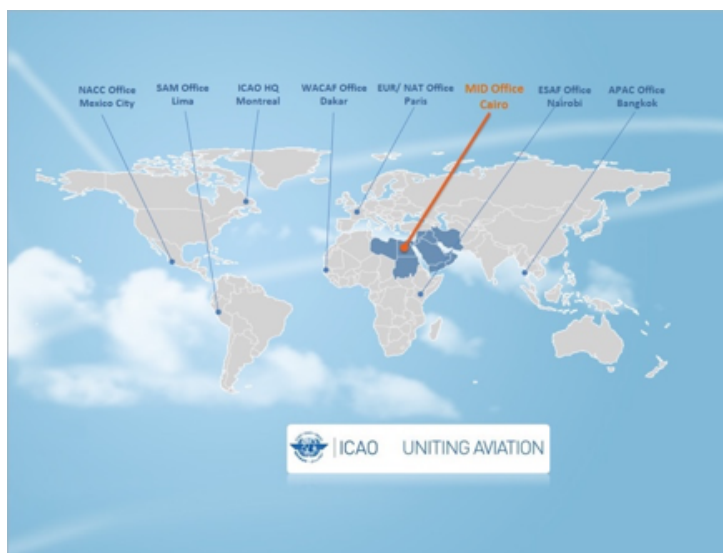 NACC Office
Mexico City
SAM Office
Lima
ICAO HQ
Montreal
WACAF Office
Dakar
EUR/ NAT Office
Paris
MID Office
Cairo
ESAF Office
Nairobi
APAC Office
Bangkok
ICAO UNITING AVIATION